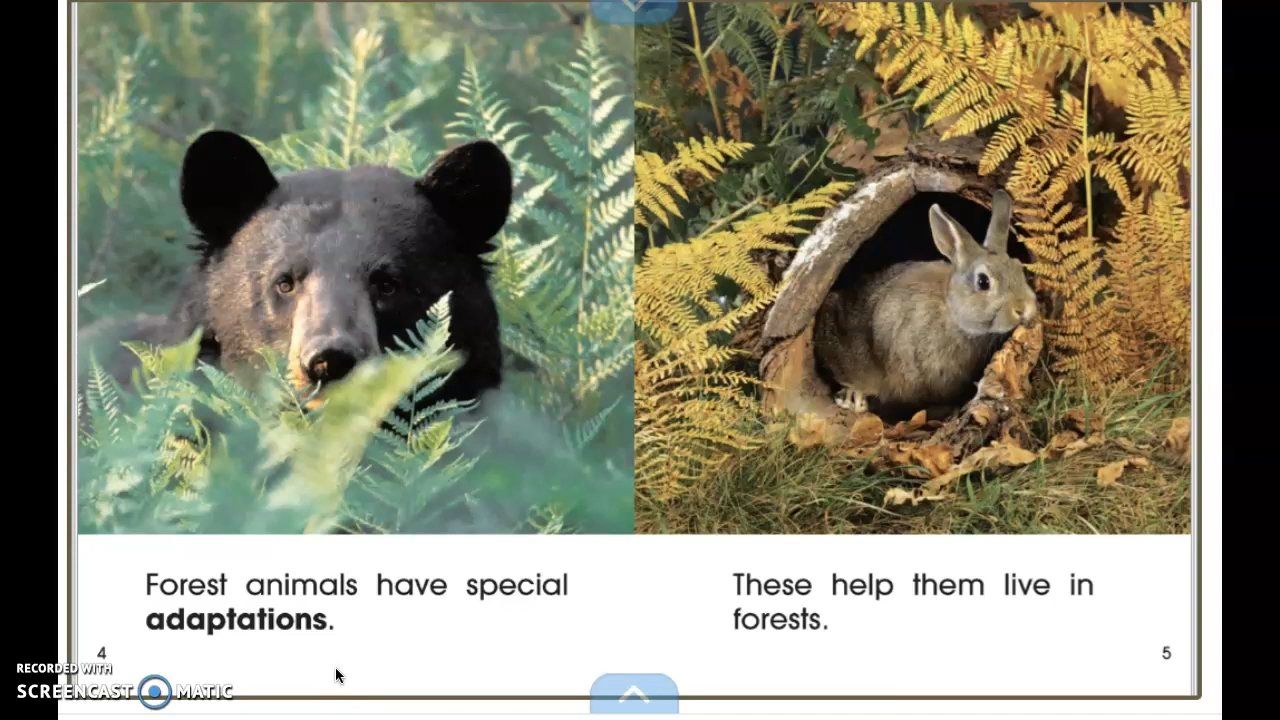 Forest animals have special
adaptations.
4
These help them live in
forests.
5
RECORDED WITH
SCREENCAST MATIC